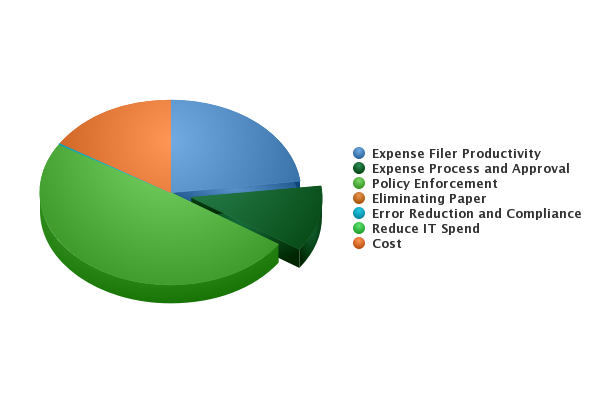 Expense Filer Productivity
Expense Process and Approval
Policy Enforcement
Eliminating Paper
Error Reduction and Compliance
Reduce IT Spend
Cost